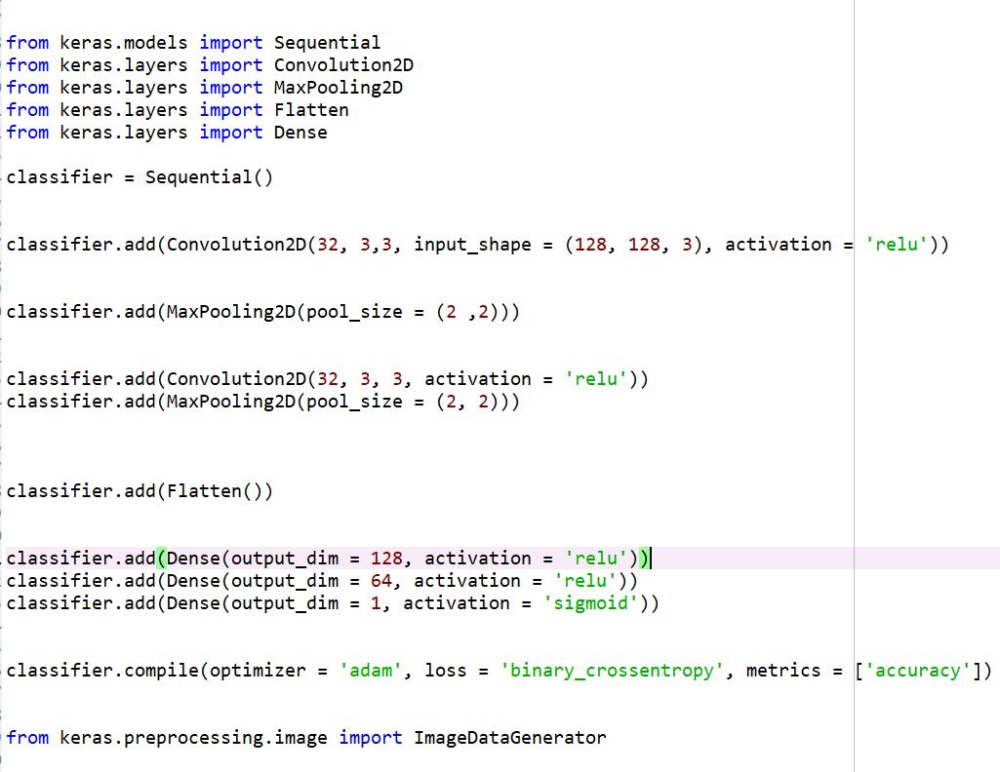 from keras.models import Sequential
from keras.layers import Convolution2D
from keras.layers import MaxPooling2D
from keras.layers import Flatten
from keras.layers import Dense
classifier = Sequential()
classifier.add(Convolution2D(32, 3,3, input_shape = (128, 128, 3), activation = 'relu'))
classifier.add(MaxPooling2D(pool_size = (2 ,2)))
classifier.add(Convolution2D(32, 3, 3, activation = 'relu'))
classifier.add(MaxPooling2D(pool_size = (2, 2)))
classifier.add(Flatten())
classifier.add(Dense(output_dim = 128, activation = 'relu'))
classifier.add(Dense(output_dim = 64, activation = 'relu'))
classifier.add(Dense(output_dim = 1, activation = 'sigmoid'))
classifier.compile(optimizer = 'adam', loss = 'binary_crossentropy', metrics = ['accuracy'])
from keras.preprocessing.image import ImageDataGenerator